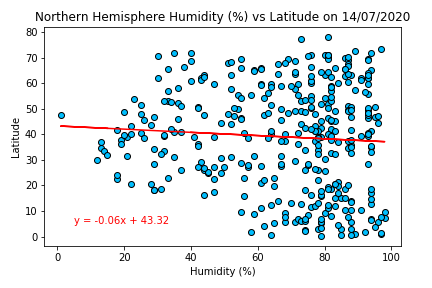 Northern Hemisphere Humidity (%) vs Latitude on 14/07/2020
80
70
60
50
40
30
20
10
0
Latitude
y = -0.06x + 43.32
0 20 40 60 80 100
Humidity (%)